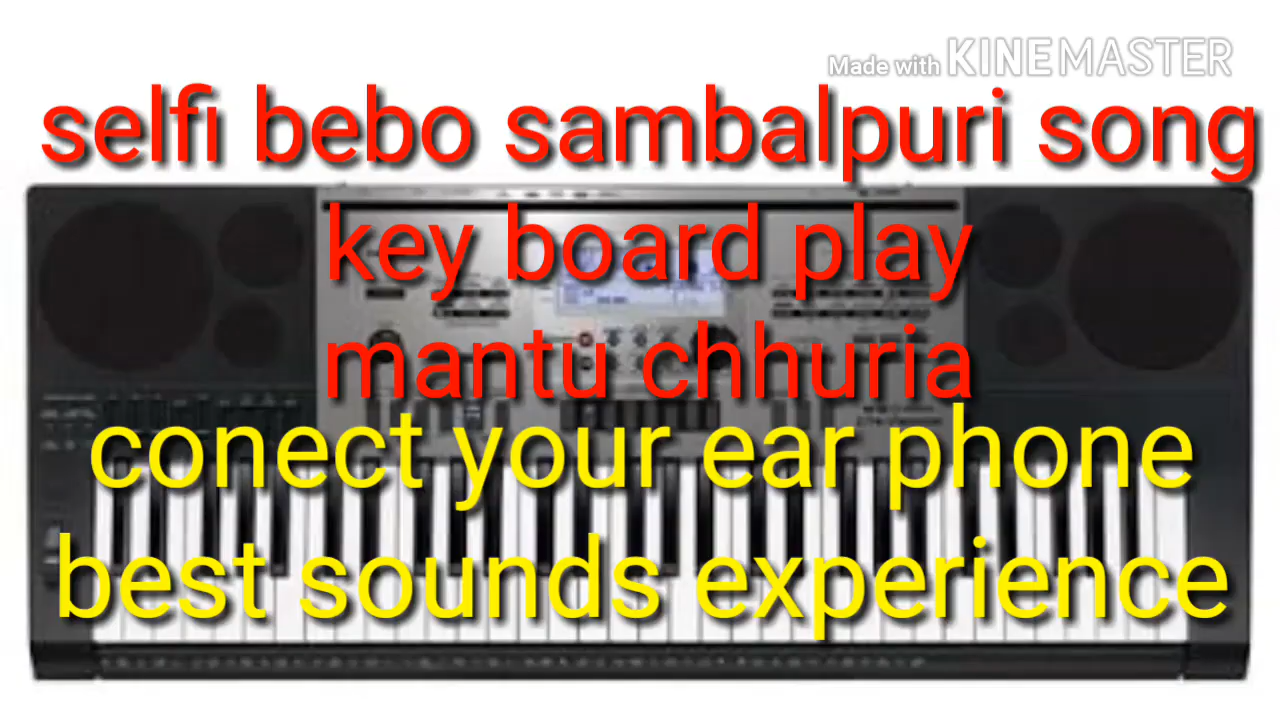 Made with KINEMASTER
selfi bebo sambalpuri song
key board play
mantu chhuria
conect your ear phone
best sounds experience